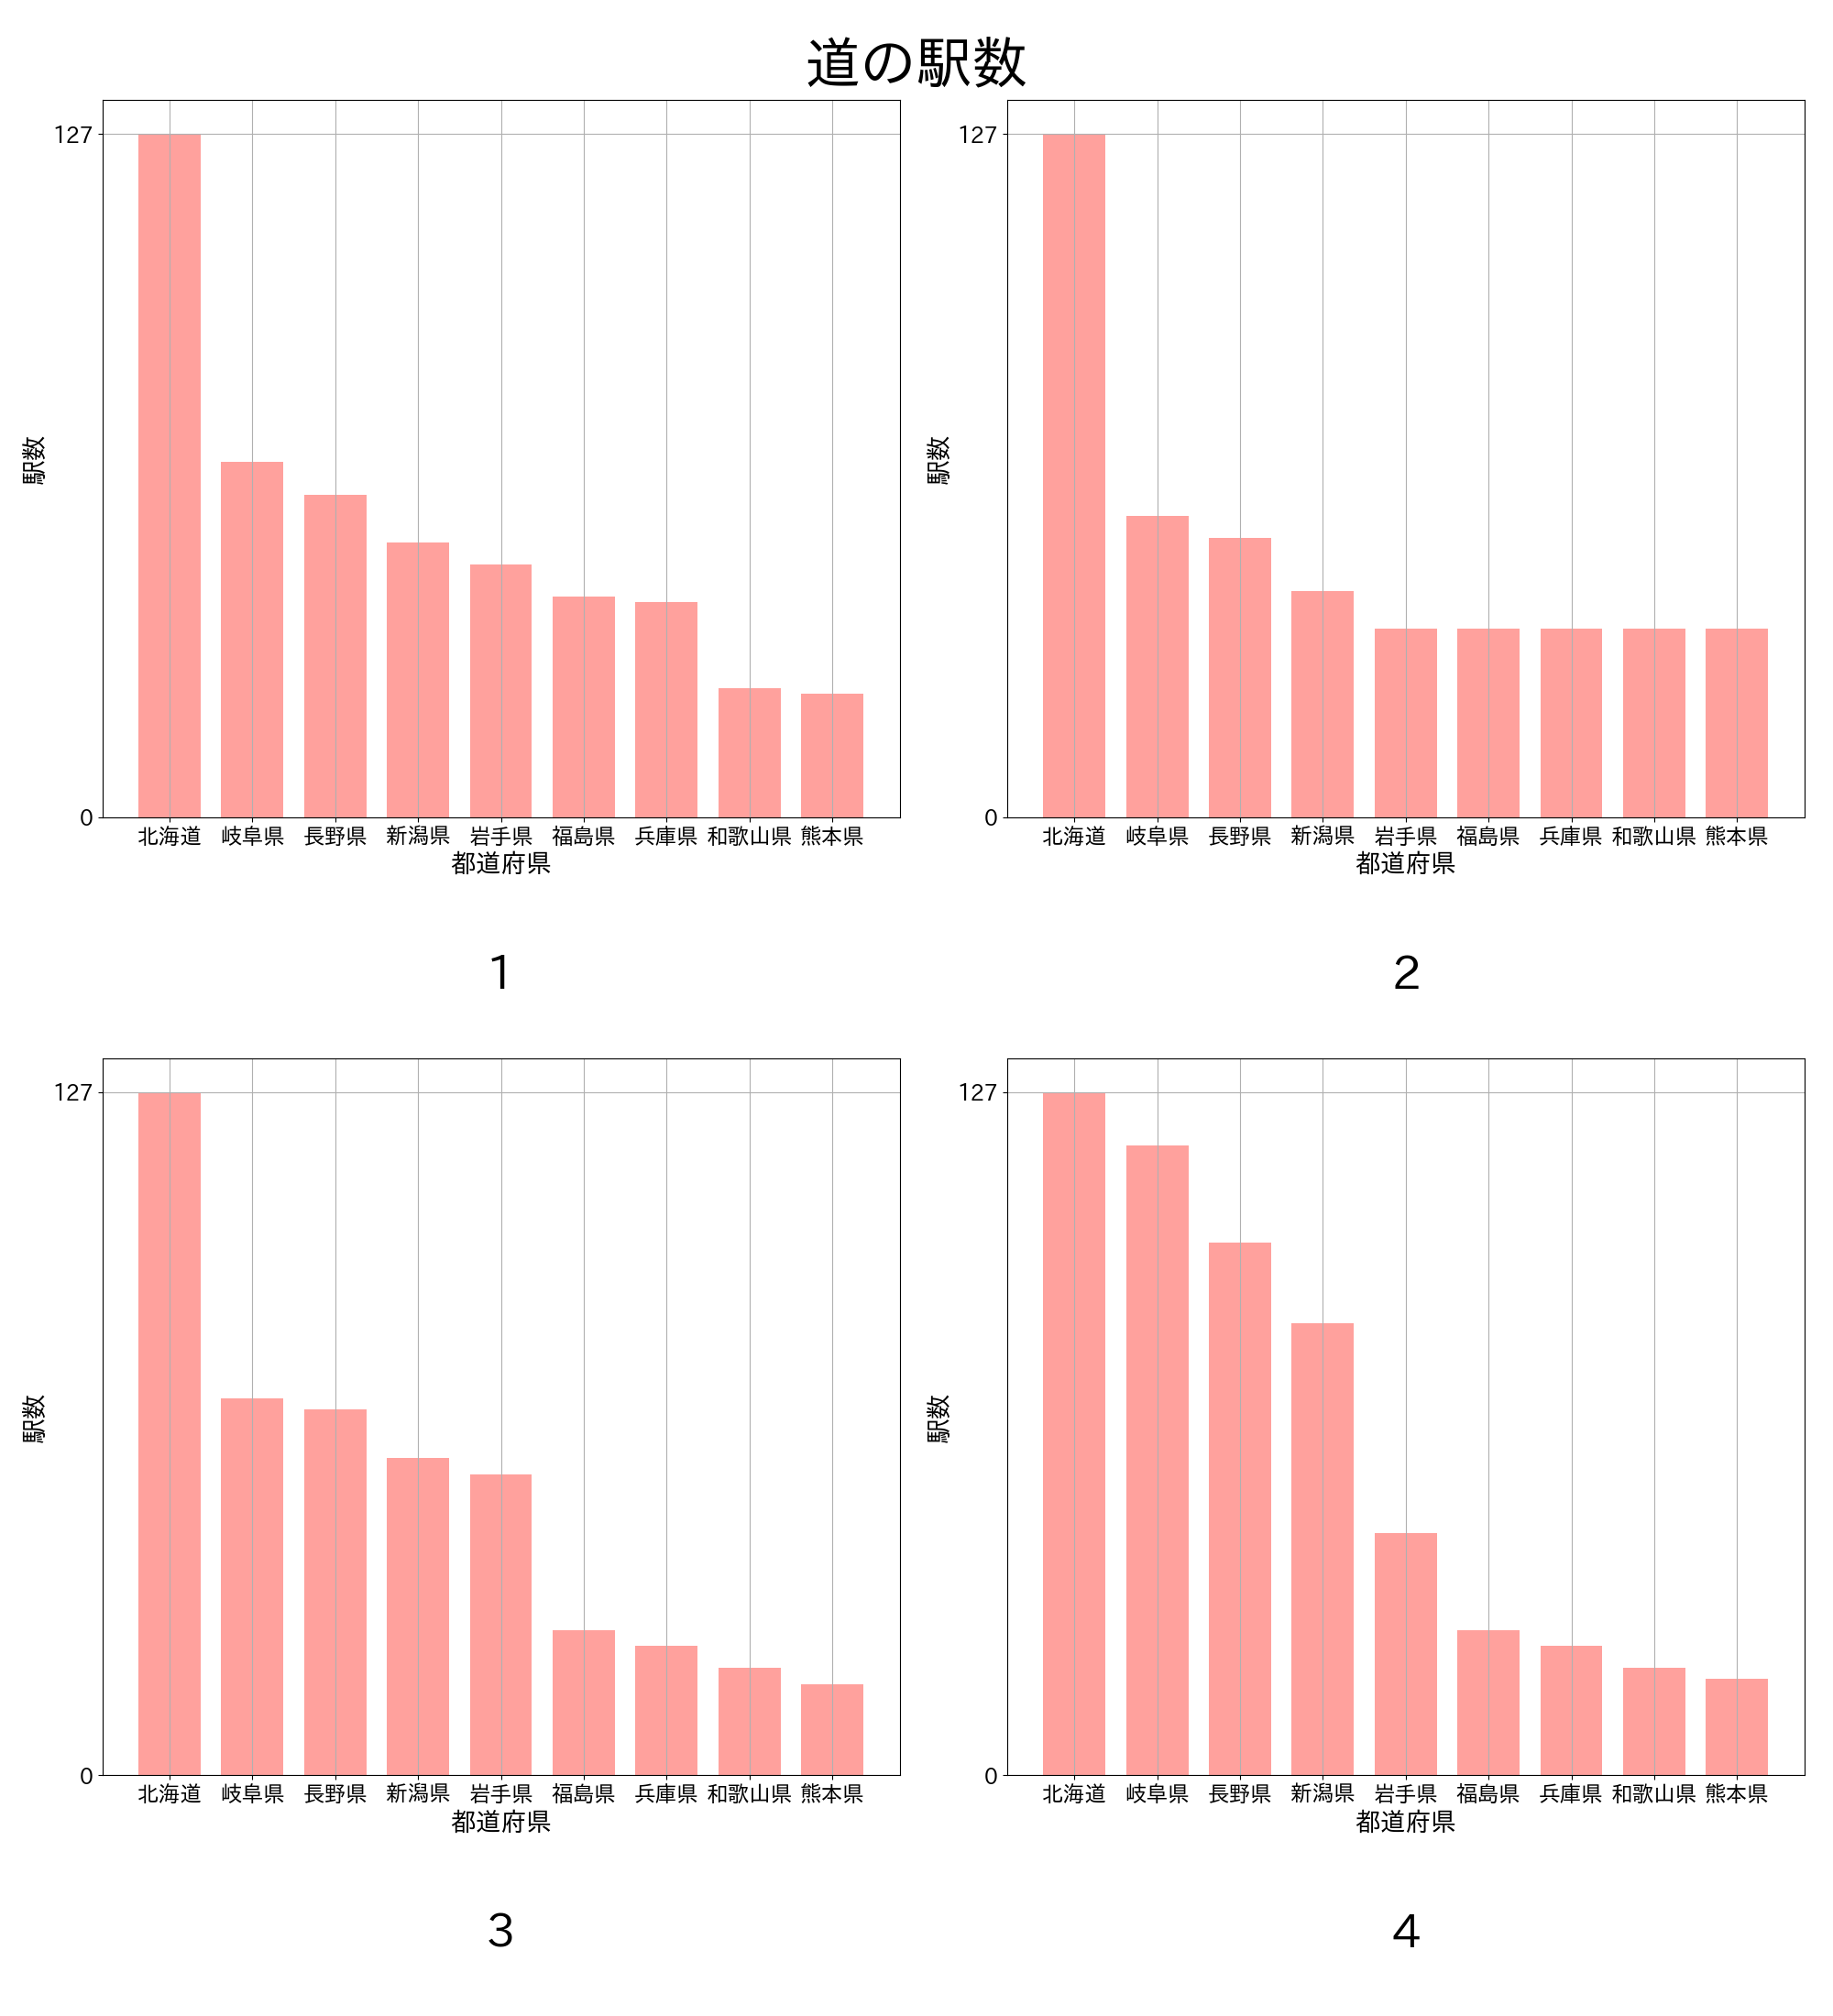 道の駅数
127
駅数
0
北海道 岐阜県 長野県 新潟県 岩手県 福島県 兵庫県 和歌山県 熊本県
都道府県
1
127
駅数
0
北海道 岐阜県 長野県 新潟県 岩手県 福島県 兵庫県 和歌山県 熊本県
都道府県
2
127
駅数
0
北海道 岐阜県 長野県 新潟県 岩手県 福島県 兵庫県 和歌山県 熊本県
都道府県
3
127
駅数
0
北海道 岐阜県 長野県 新潟県 岩手県 福島県 兵庫県 和歌山県 熊本県
都道府県
4